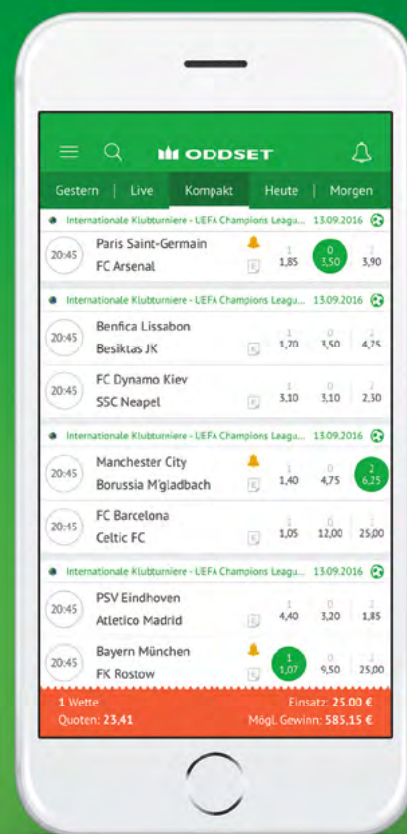 ODDSET
Gestern | Live Kompakt Heute | Morgen
Internationale Klubturniere - UEFA Champions Leagu... 13.09.2016
20:45 Paris Saint-Germain 1 0 2
FC Arsenal 1,85 3,50 3,90
Internationale Klubturniere - UEFA Champions Leagu... 13.09.2016
20:45 Benfica Lissabon 1 0 2
Besiktas JK 1,70 3,50 4,75
20:45 FC Dynamo Kiev 1 0 2
SSC Neapel 3,10 3,10 2,30
Internationale Klubturniere - UEFA Champions Leagu... 13.09.2016
20:45 Manchester City 1 0 2
Borussia M'gladbach 1,40 4,75 6,25
20:45 FC Barcelona 1 0 2
Celtic FC 1,05 12,00 25,00
Internationale Klubturniere - UEFA Champions Leagu... 13.09.2016
20:45 PSV Eindhoven 1 0 2
Atletico Madrid 4,40 3,20 1,85
20:45 Bayern München 1 0 2
FK Rostow 1,07 9,50 25,00
1 Wette Einsatz: 25,00 €
Quoten: 23,41 Mögl. Gewinn: 585,15 €